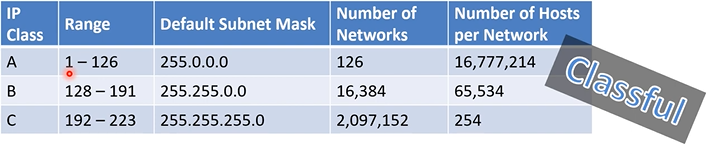 IP Class Range Default Subnet Mask Number of Networks Number of Hosts per Network
A 1 – 126 255.0.0.0 126 16,777,214
B 128 – 191 255.255.0.0 16,384 65,534
C 192 – 223 255.255.255.0 2,097,152 254
Classful